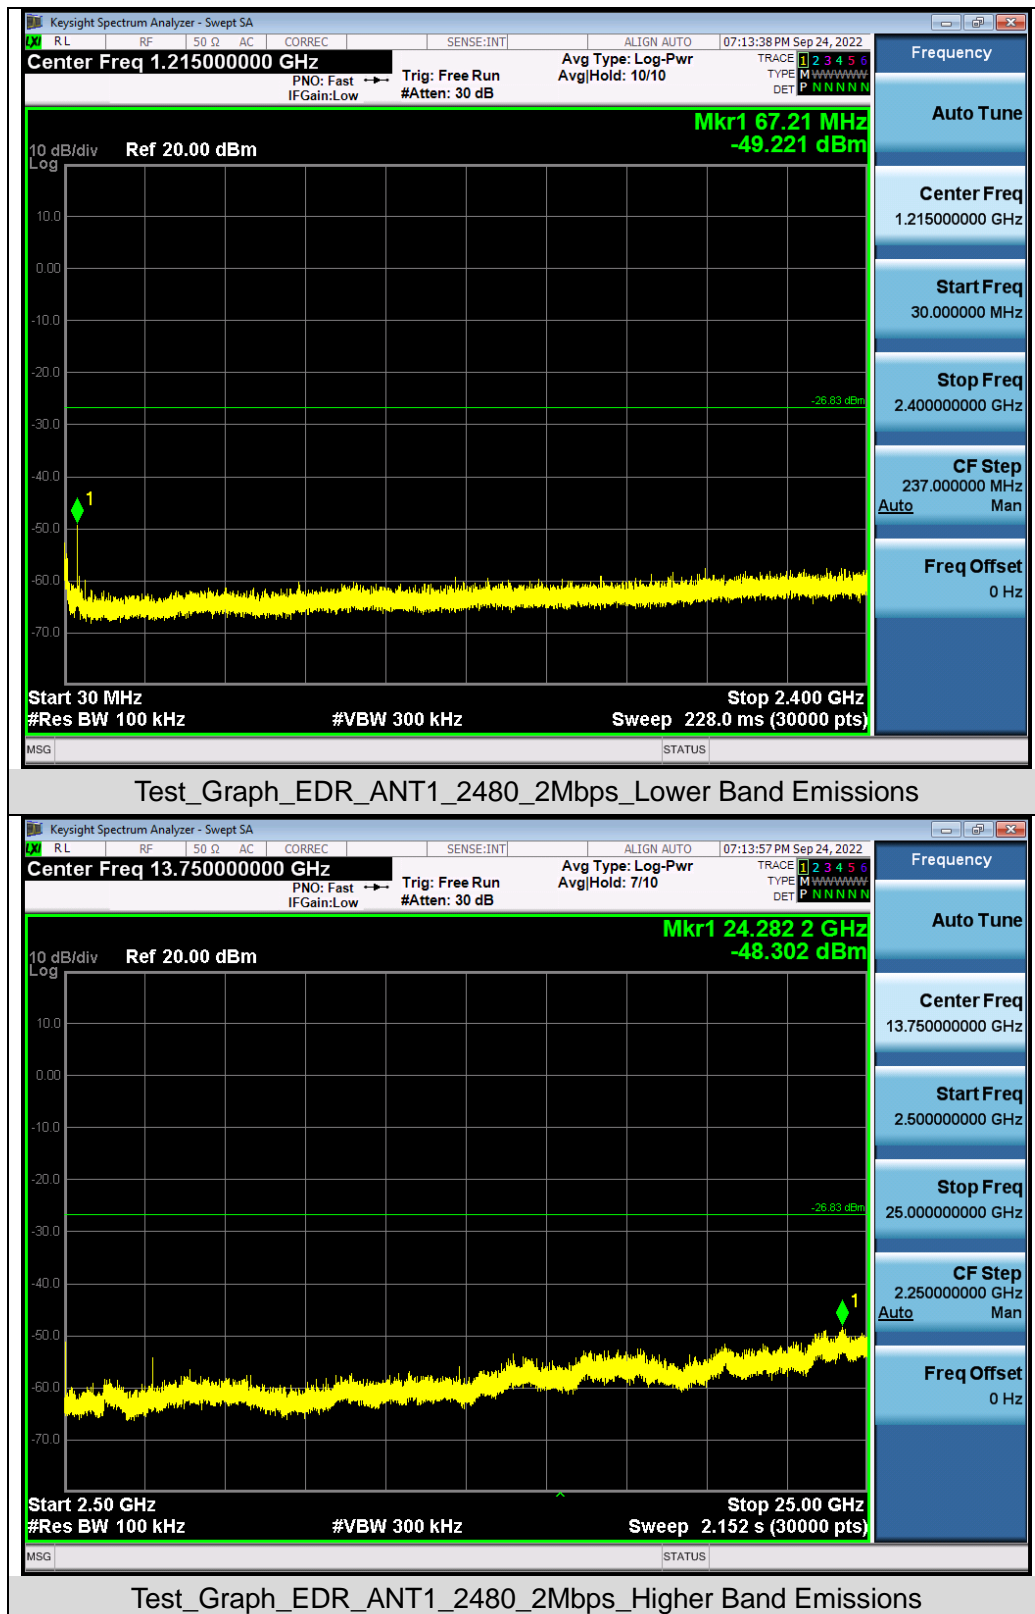 Keysight Spectrum Analyzer - Swept SA
LXI RL RF 50 Ω AC CORREC SENSE:INT ALIGN AUTO 07:13:38 PM Sep 24, 2022
Center Freq 1.215000000 GHz
PNO: Fast
IFGain:Low
Trig: Free Run
#Atten: 30 dB
Avg Type: Log-Pwr
Avg|Hold: 10/10
TRACE 1 2 3 4 5 6
TYPE M W W W W W
DET P N N N N N
Frequency
Mkr1 67.21 MHz
-49.221 dBm
10 dB/div Ref 20.00 dBm
Log
10.0
0.00
-10.0
-20.0
-26.83 dBm
-30.0
-40.0
1
-50.0
-60.0
-70.0
Start 30 MHz Stop 2.400 GHz
#Res BW 100 kHz #VBW 300 kHz Sweep 228.0 ms (30000 pts)
Auto Tune
Center Freq
1.215000000 GHz
Start Freq
30.000000 MHz
Stop Freq
2.400000000 GHz
CF Step
237.000000 MHz
Auto Man
Freq Offset
0 Hz
MSG STATUS
Test_Graph_EDR_ANT1_2480_2Mbps_Lower Band Emissions
Keysight Spectrum Analyzer - Swept SA
LXI RL RF 50 Ω AC CORREC SENSE:INT ALIGN AUTO 07:13:57 PM Sep 24, 2022
Center Freq 13.750000000 GHz
PNO: Fast
IFGain:Low
Trig: Free Run
#Atten: 30 dB
Avg Type: Log-Pwr
Avg|Hold: 7/10
TRACE 1 2 3 4 5 6
TYPE M W W W W W
DET P N N N N N
Frequency
Mkr1 24.282 2 GHz
-48.302 dBm
10 dB/div Ref 20.00 dBm
Log
10.0
0.00
-10.0
-20.0
-26.83 dBm
-30.0
-40.0
1
-50.0
-60.0
-70.0
Start 2.50 GHz Stop 25.00 GHz
#Res BW 100 kHz #VBW 300 kHz Sweep 2.152 s (30000 pts)
Auto Tune
Center Freq
13.750000000 GHz
Start Freq
2.500000000 GHz
Stop Freq
25.000000000 GHz
CF Step
2.250000000 GHz
Auto Man
Freq Offset
0 Hz
MSG STATUS
Test_Graph_EDR_ANT1_2480_2Mbps_Higher Band Emissions